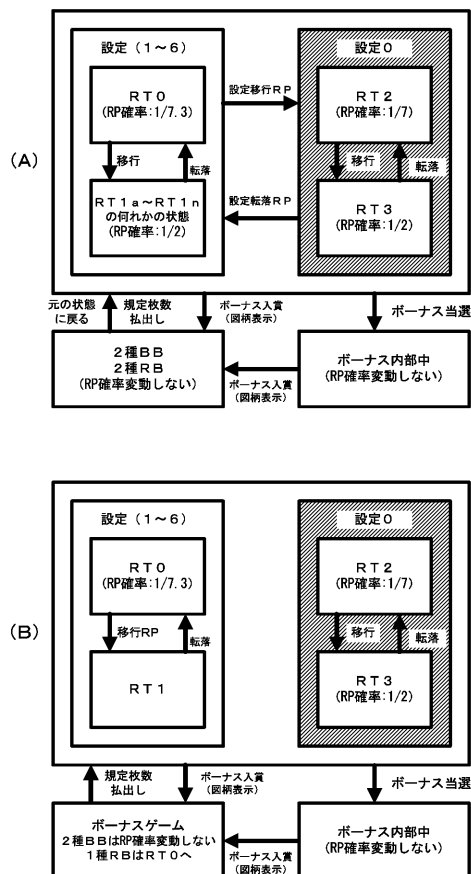 (A)
設定(1～6)
RT0
(RP確率:1/7.3)
移行
転落
RT1a～RT1n
の何れかの状態
(RP確率:1/2)
設定移行RP
設定転落RP
設定0
RT2
(RP確率:1/7)
移行
転落
RT3
(RP確率:1/2)
元の状態
に戻る
規定枚数
払出し
ボーナス入賞
(図柄表示)
ボーナス当選
2種BB
2種RB
(RP確率変動しない)
ボーナス入賞
(図柄表示)
ボーナス内部中
(RP確率変動しない)
(B)
設定(1～6)
RT0
(RP確率:1/7.3)
移行RP
転落
RT1
設定0
RT2
(RP確率:1/7)
移行
転落
RT3
(RP確率:1/2)
規定枚数
払出し
ボーナス入賞
(図柄表示)
ボーナス当選
ボーナスゲーム
2種BBはRP確率変動しない
1種RBはRT0へ
ボーナス入賞
(図柄表示)
ボーナス内部中
(RP確率変動しない)